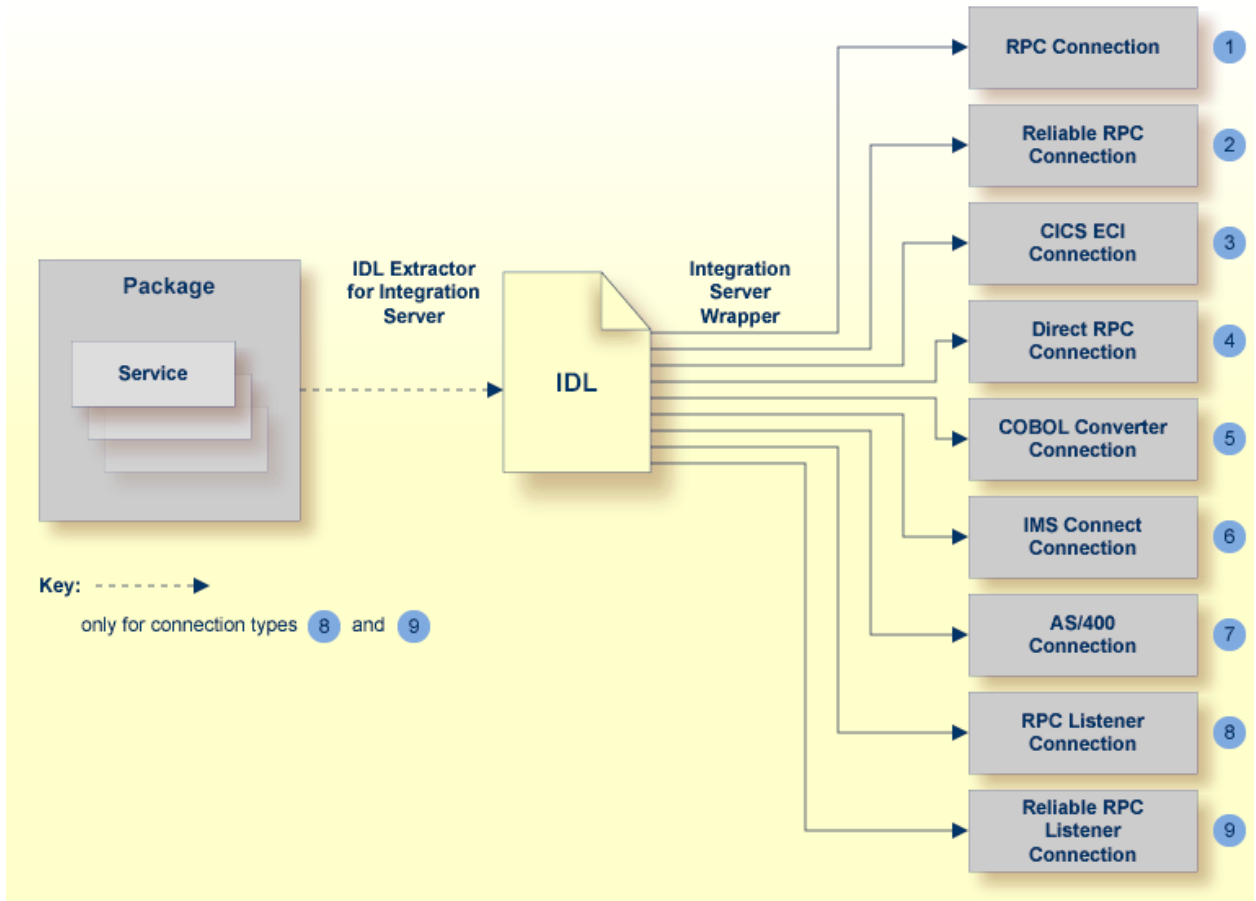 Package
Service
IDL Extractor
for Integration
Server
IDL
Integration
Server
Wrapper
RPC Connection
1
Reliable RPC
Connection
2
CICS ECI
Connection
3
Direct RPC
Connection
4
COBOL Converter
Connection
5
IMS Connect
Connection
6
AS/400
Connection
7
RPC Listener
Connection
8
Reliable RPC
Listener
Connection
9
Key:
only for connection types 8 and 9